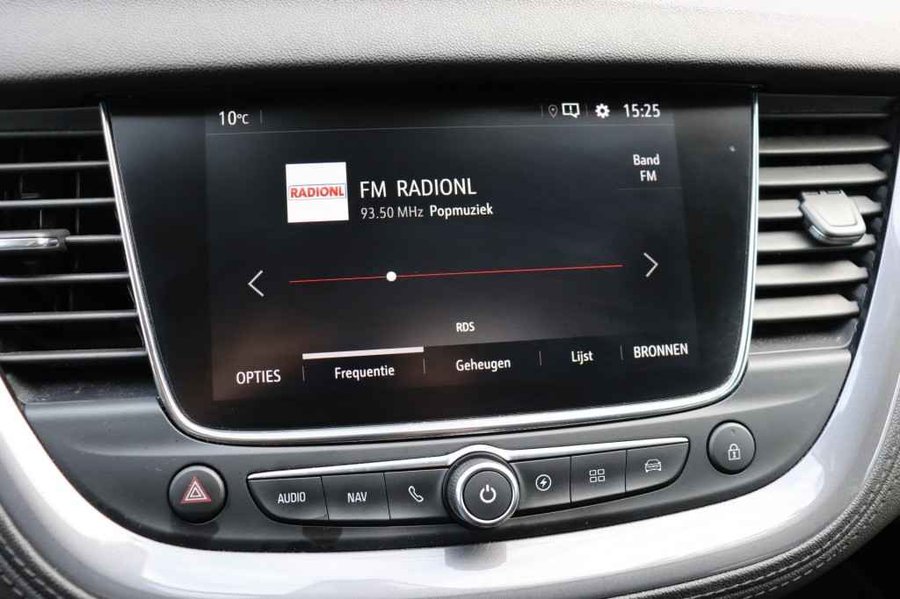 10°C
15:25
Band
FM
RADIONL
FM RADIONL
93.50 MHz Popmuziek
RDS
OPTIES
Frequentie
Geheugen
Lijst
BRONNEN
AUDIO
NAV